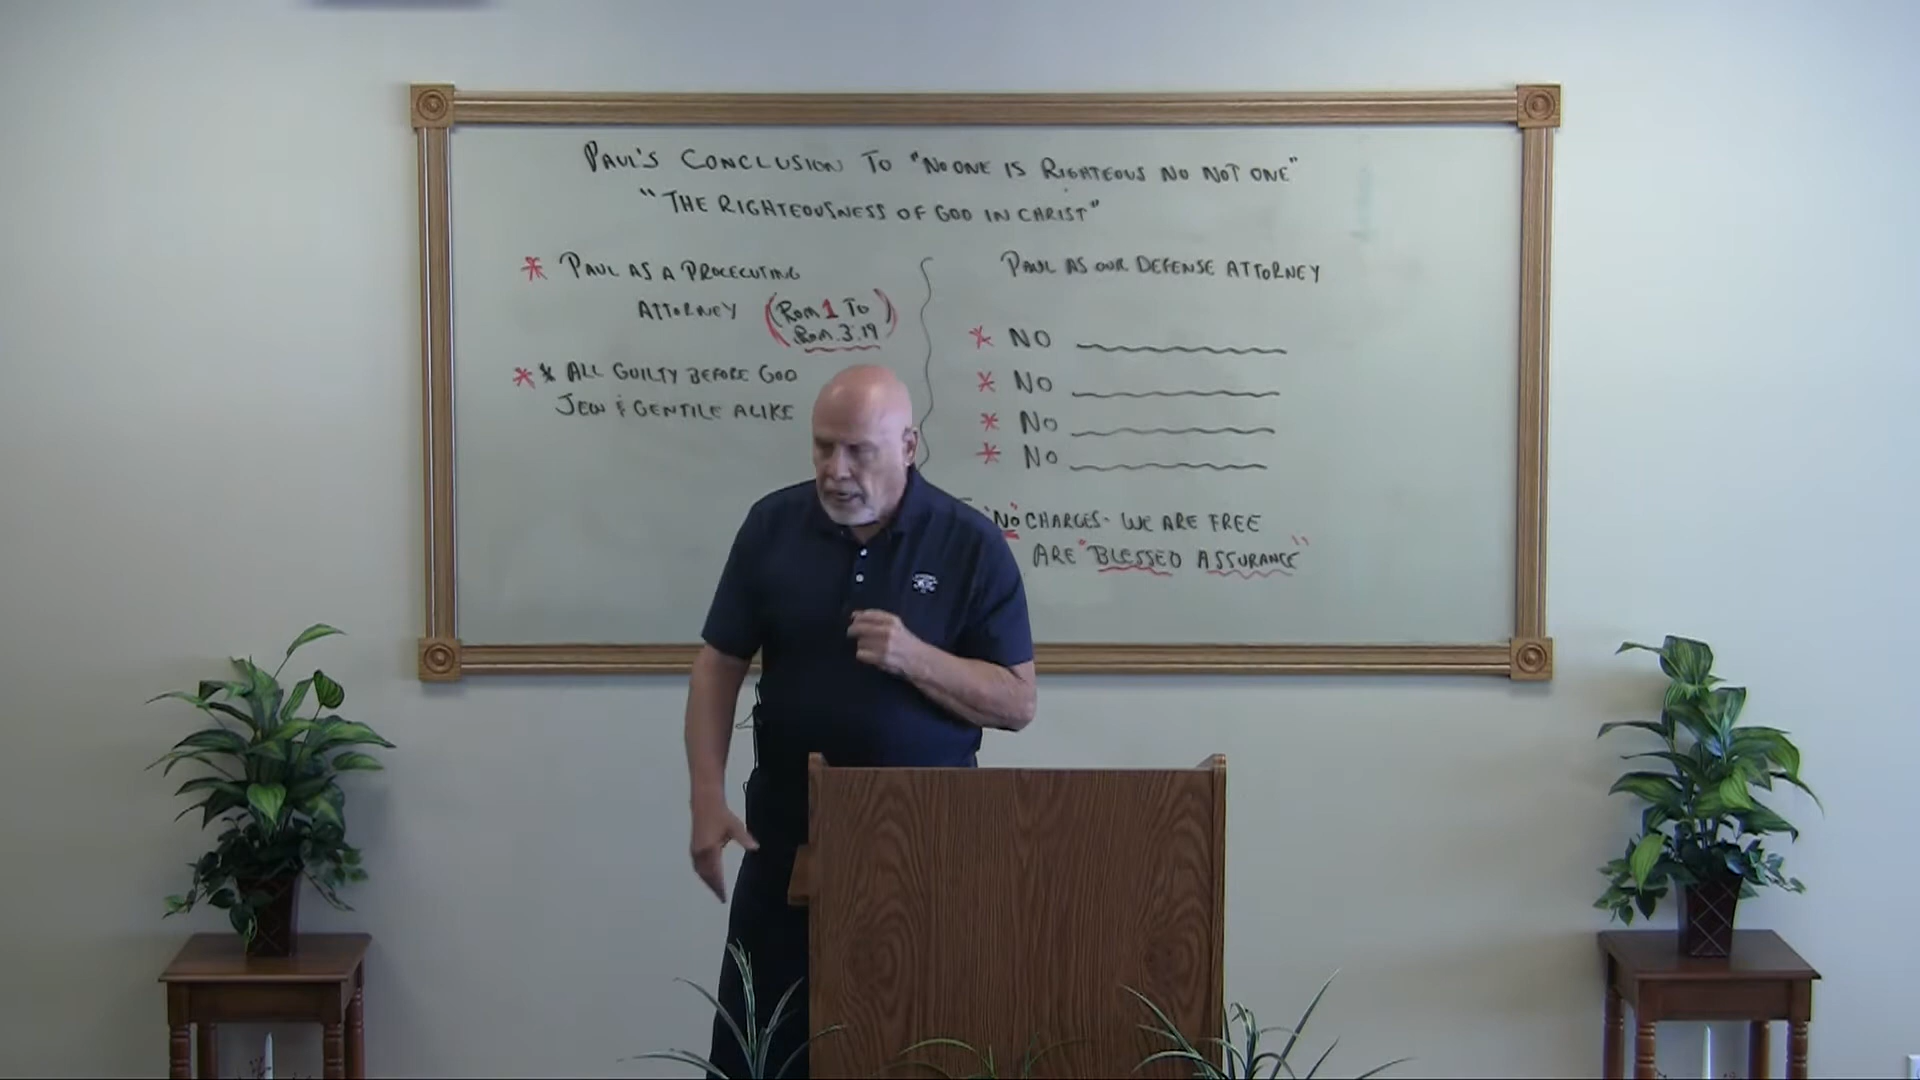 PAUL'S CONCLUSION TO "NO ONE IS RIGHTEOUS NO NOT ONE"
"THE RIGHTEOUSNESS OF GOD IN CHRIST"
* PAUL AS A PROCECUTING
ATTORNEY (ROM. 1 TO
ROM. 3:19)
* * ALL GUILTY BEFORE GOD
JEW & GENTILE ALIKE
PAUL AS OUR DEFENSE ATTORNEY
* NO
* NO
* NO
* NO
"NO" CHARGES - WE ARE FREE
ARE "BLESSED ASSURANCE"